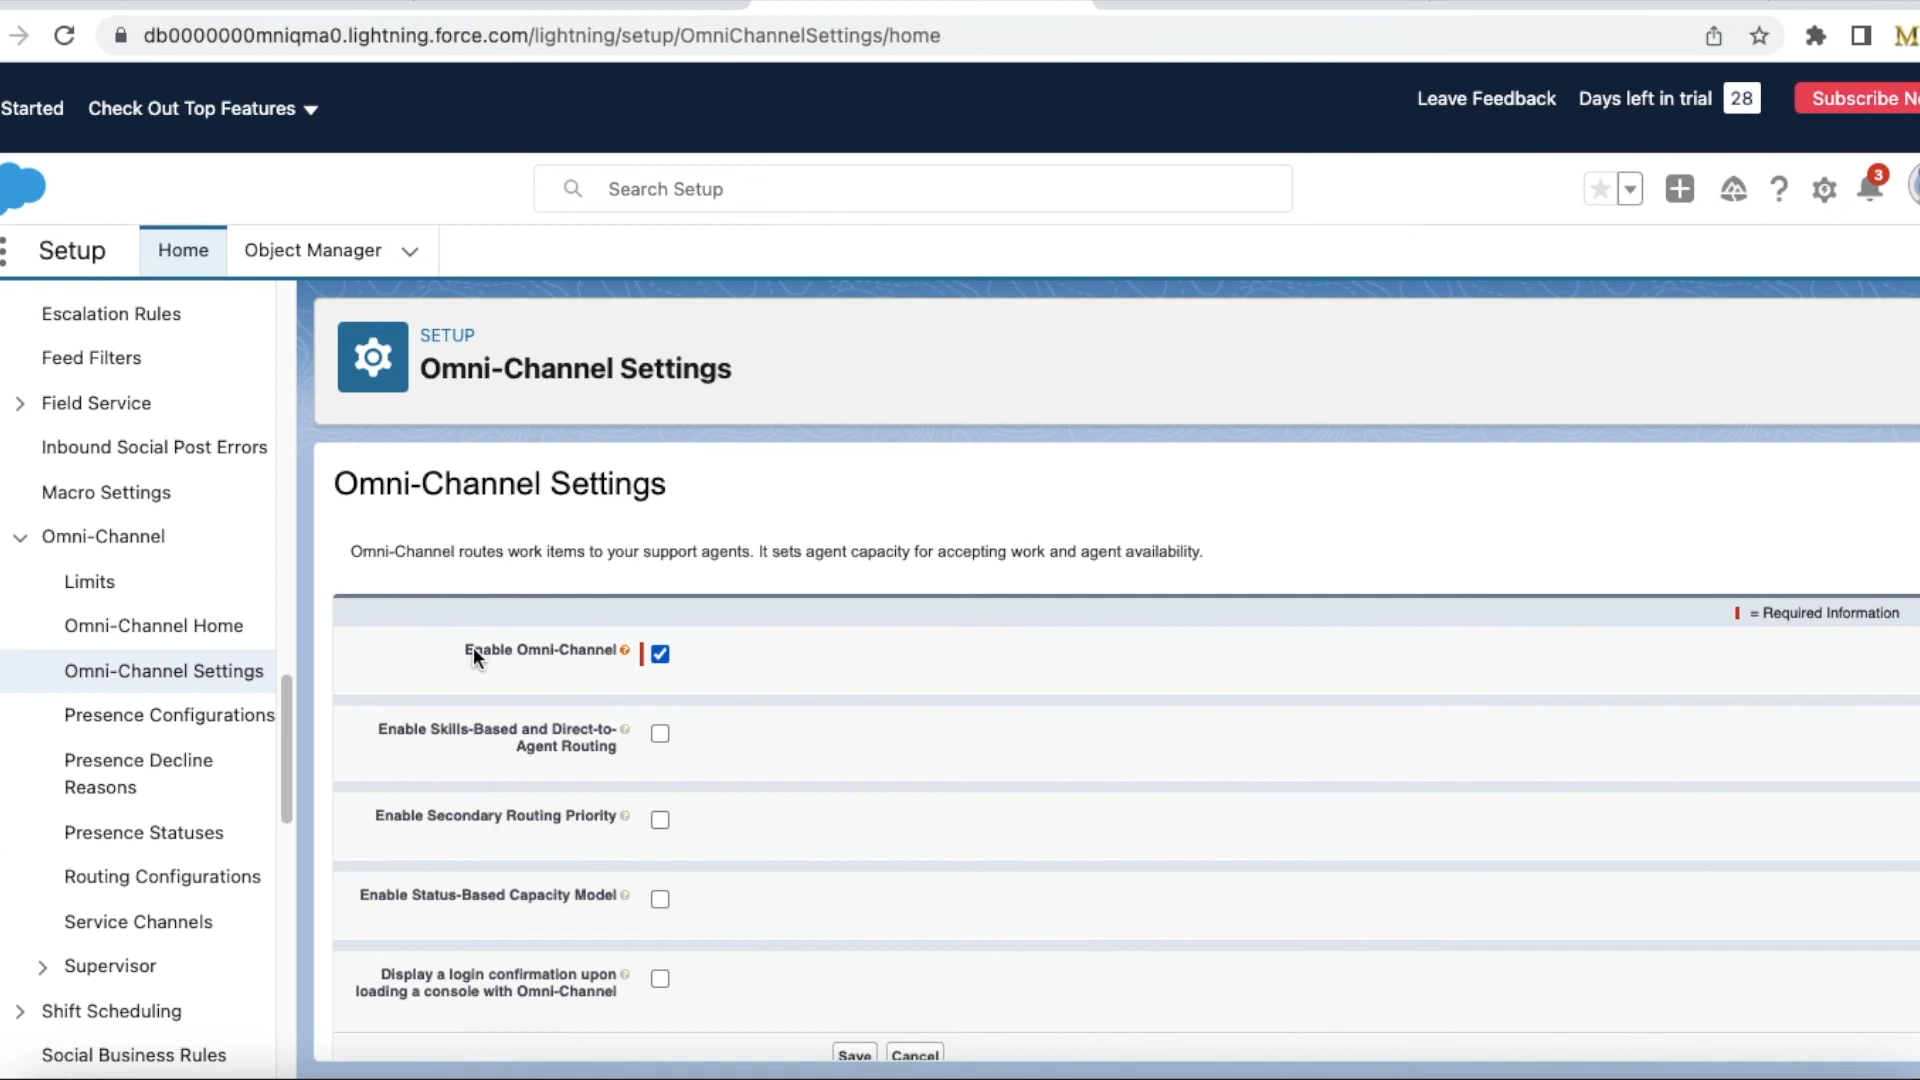 db0000000mniqma0.lightning.force.com/lightning/setup/OmniChannelSettings/home
Started Check Out Top Features
Leave Feedback Days left in trial 28 Subscribe
Search Setup
3
Setup Home Object Manager
Escalation Rules
Feed Filters
Field Service
Inbound Social Post Errors
Macro Settings
Omni-Channel
Limits
Omni-Channel Home
Omni-Channel Settings
Presence Configurations
Presence Decline
Reasons
Presence Statuses
Routing Configurations
Service Channels
Supervisor
Shift Scheduling
Social Business Rules
SETUP
Omni-Channel Settings
Omni-Channel Settings
Omni-Channel routes work items to your support agents. It sets agent capacity for accepting work and agent availability.
= Required Information
Enable Omni-Channel
Enable Skills-Based and Direct-to-
Agent Routing
Enable Secondary Routing Priority
Enable Status-Based Capacity Model
Display a login confirmation upon
loading a console with Omni-Channel
Save Cancel